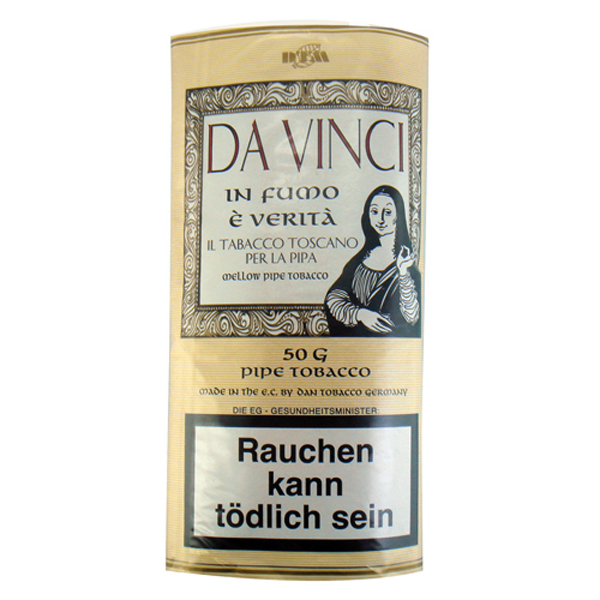 DTM
DA VINCI
IN FUMO
È VERITÀ
IL TABACCO TOSCANO
PER LA PIPA
MELLOW PIPE TOBACCO
50 G
PIPE TOBACCO
MADE IN THE E.C. BY DAN TOBACCO GERMANY
DIE EG - GESUNDHEITSMINISTER:
Rauchen
kann
tödlich sein